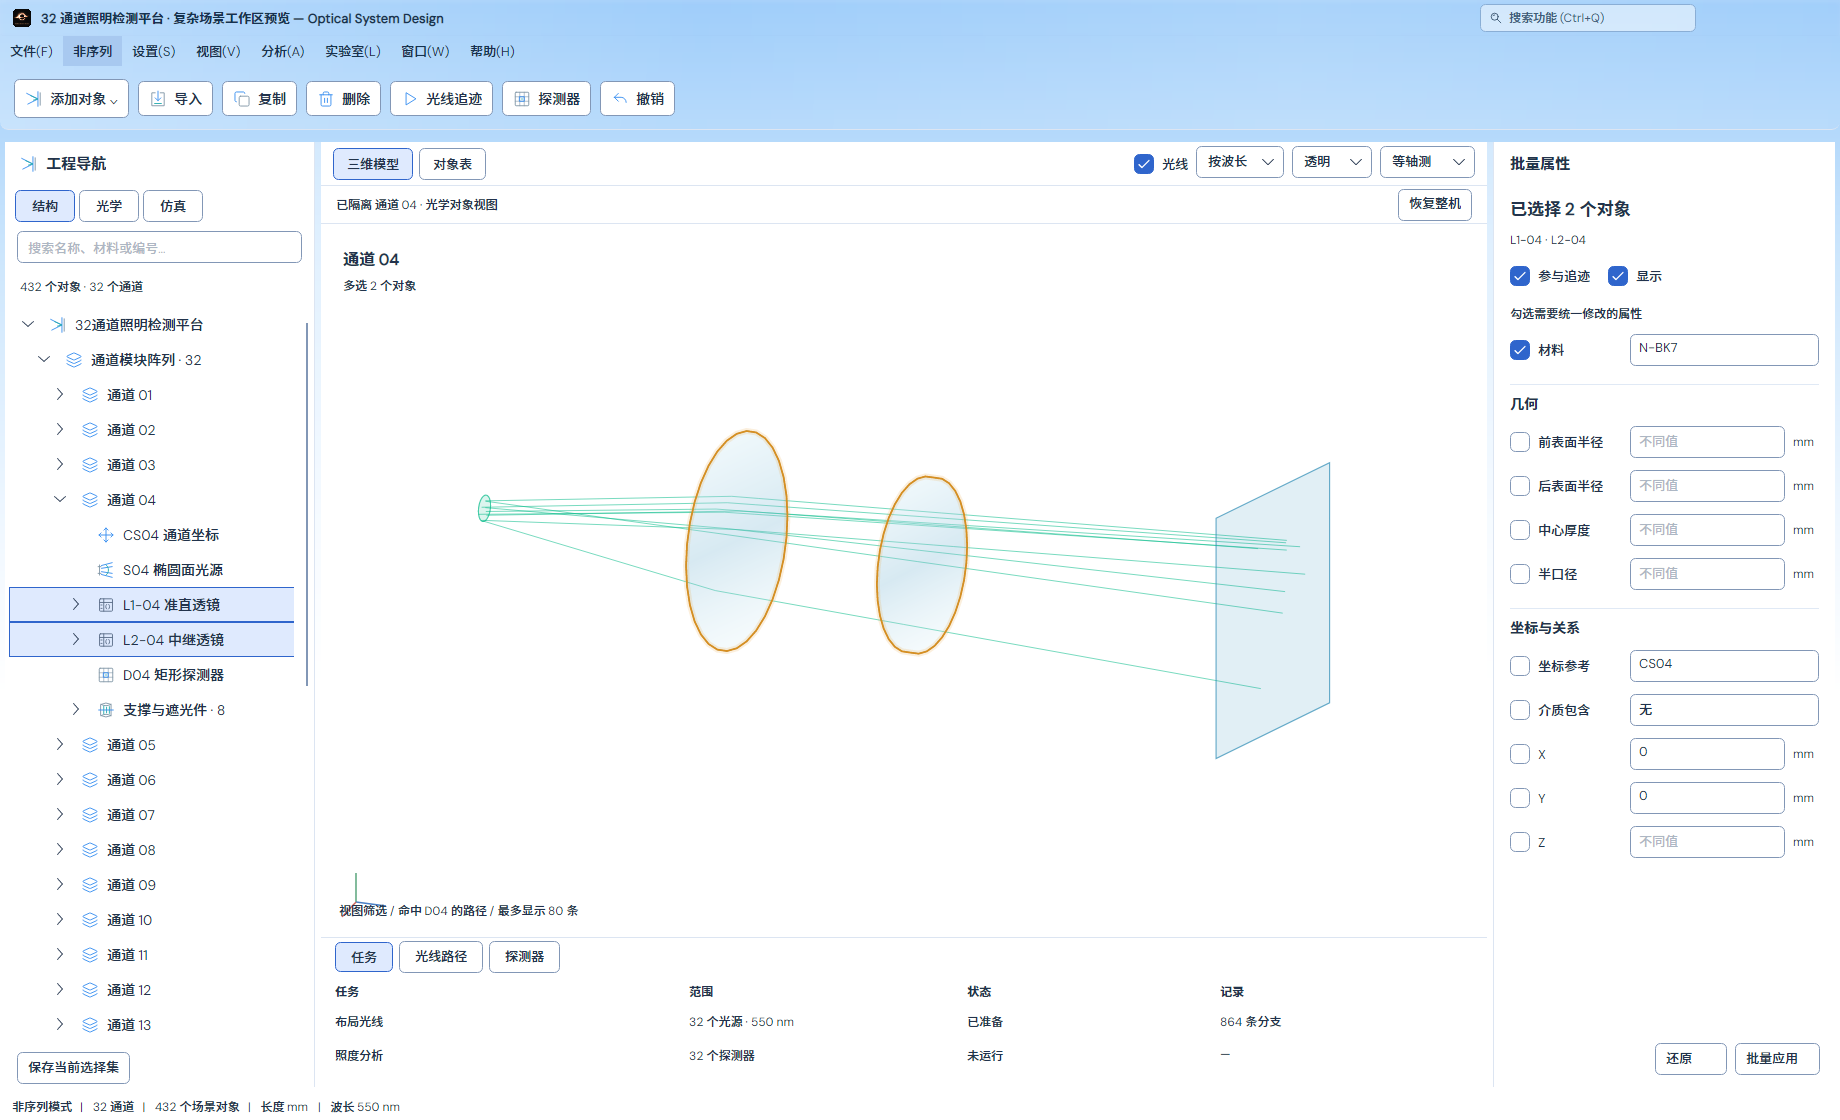 32 通道照明检测平台 · 复杂场景工作区预览 — Optical System Design
搜索功能 (Ctrl+Q)
文件(F) 非序列 设置(S) 视图(V) 分析(A) 实验室(L) 窗口(W) 帮助(H)
添加对象 导入 复制 删除 光线追迹 探测器 撤销
工程导航
结构 光学 仿真
搜索名称、材料或编号...
432 个对象 · 32 个通道
32通道照明检测平台
通道模块阵列 · 32
通道 01
通道 02
通道 03
通道 04
CS04 通道坐标
S04 椭圆面光源
L1-04 准直透镜
L2-04 中继透镜
D04 矩形探测器
支撑与遮光件 · 8
通道 05
通道 06
通道 07
通道 08
通道 09
通道 10
通道 11
通道 12
通道 13
保存当前选择集
三维模型 对象表
光线 按波长 透明 等轴测
已隔离 通道 04 · 光学对象视图
恢复整机
通道 04
多选 2 个对象
视图筛选 / 命中 D04 的路径 / 最多显示 80 条
任务 光线路径 探测器
任务 范围 状态 记录
布局光线 32 个光源 · 550 nm 已准备 864 条分支
照度分析 32 个探测器 未运行 —
批量属性
已选择 2 个对象
L1-04 · L2-04
参与追迹 显示
勾选需要统一修改的属性
材料 N-BK7
几何
前表面半径 不同值 mm
后表面半径 不同值 mm
中心厚度 不同值 mm
半口径 不同值 mm
坐标与关系
坐标参考 CS04
介质包含 无
X 0 mm
Y 0 mm
Z 不同值 mm
还原 批量应用
非序列模式 | 32 通道 | 432 个场景对象 | 长度 mm | 波长 550 nm